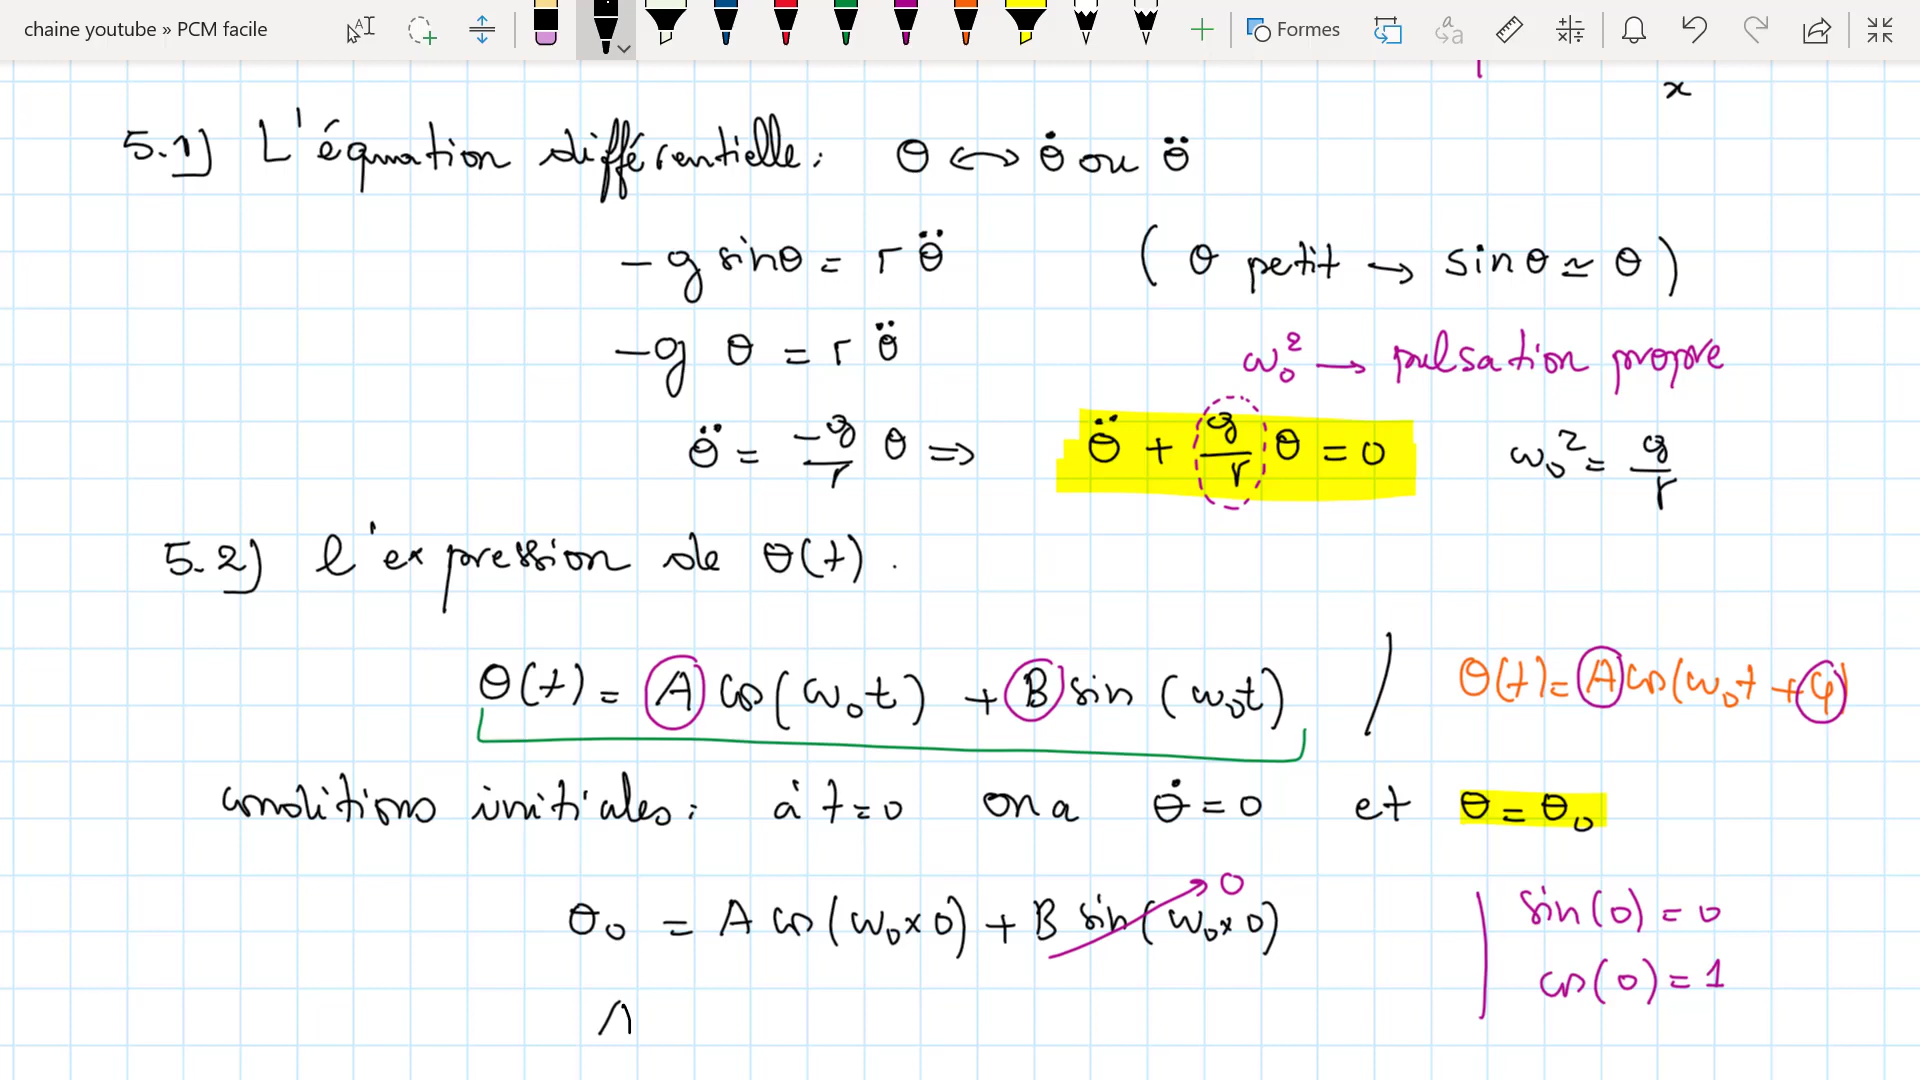 chaine youtube » PCM facile
Formes
x
5.1) L'équation différentielle: θ ↔ θ̇ ou θ̈
-g sinθ = r θ̈ ( θ petit → sinθ ≃ θ )
-g θ = r θ̈ ω₀² → pulsation propre
θ̈ = -g/r θ ⇒ θ̈ + g/r θ = 0 ω₀² = g/r
5.2) l'expression de θ(t).
θ(t) = A cos(ω₀t) + B sin(ω₀t) / θ(t) = A cos(ω₀t + φ)
conditions initiales: à t=0 on a θ̇ = 0 et θ = θ₀
θ₀ = A cos(ω₀×0) + B sin(ω₀×0) 0 sin(0) = 0
cos(0) = 1